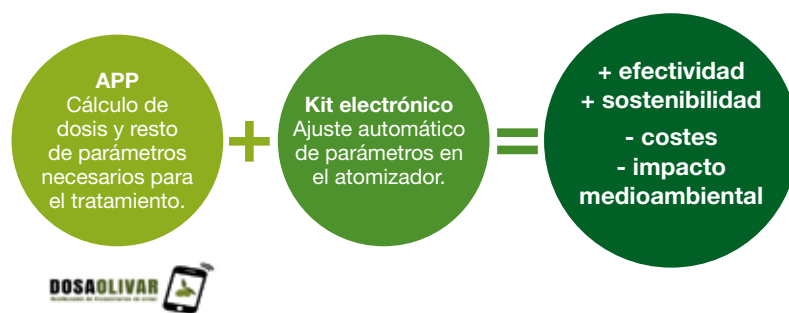 APP
Cálculo de
dosis y resto
de parámetros
necesarios para
el tratamiento.
+
Kit electrónico
Ajuste automático
de parámetros en
el atomizador.
=
+ efectividad
+ sostenibilidad
- costes
- impacto
medioambiental
DOSAOLIVAR